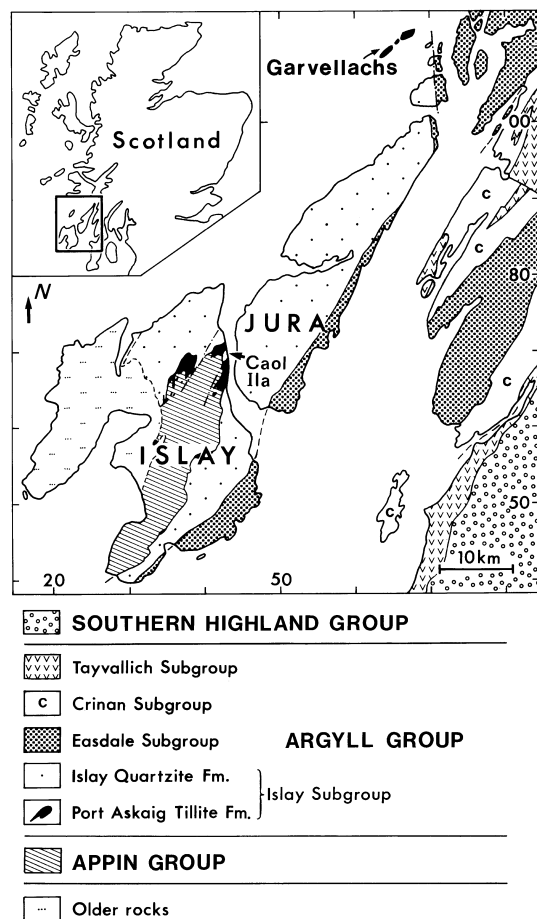 Garvellachs
Scotland
00
C
C
80
N
JURA
Caol
Ila
C
ISLAY
C
50
10km
20
50
SOUTHERN HIGHLAND GROUP
Tayvallich Subgroup
C Crinan Subgroup
Easdale Subgroup
ARGYLL GROUP
Islay Quartzite Fm.
Islay Subgroup
Port Askaig Tillite Fm.
APPIN GROUP
Older rocks